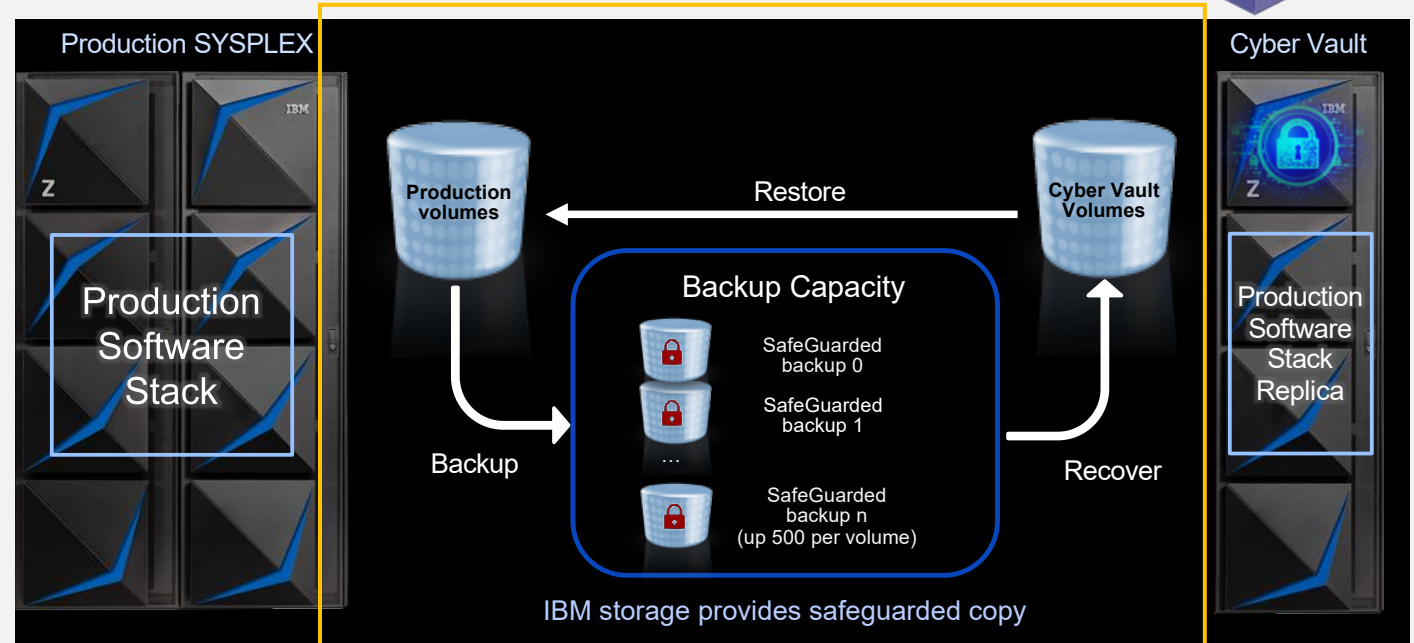 Production SYSPLEX
Cyber Vault
IBM
IBM
Z
Z
Production
volumes
Restore
Cyber Vault
Volumes
Production
Software
Stack
Backup Capacity
SafeGuarded
backup 0
SafeGuarded
backup 1
...
SafeGuarded
backup n
(up 500 per volume)
Backup
Recover
Production
Software
Stack
Replica
IBM storage provides safeguarded copy